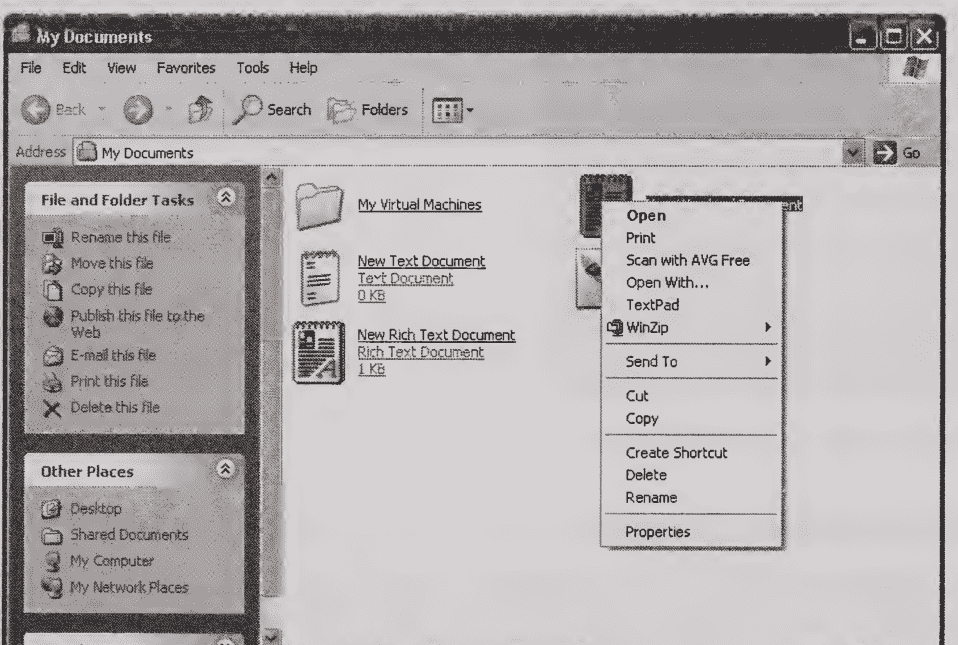 My Documents
File Edit View Favorites Tools Help
Back Search Folders
Address My Documents Go
File and Folder Tasks
Rename this file
Move this file
Copy this file
Publish this file to the
Web
E-mail this file
Print this file
Delete this file
Other Places
Desktop
Shared Documents
My Computer
My Network Places
My Virtual Machines
New Text Document
Text Document
0 KB
New Rich Text Document
Rich Text Document
1 KB
Open
Print
Scan with AVG Free
Open With...
TextPad
WinZip
Send To
Cut
Copy
Create Shortcut
Delete
Rename
Properties